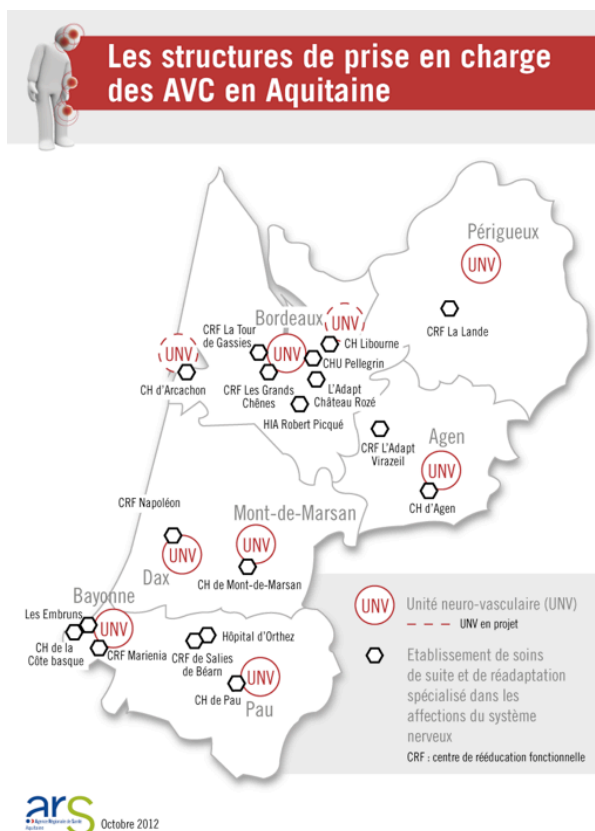 Les structures de prise en charge
des AVC en Aquitaine
Périgueux
UNV
CRF La Lande
Bordeaux
UNV
CRF La Tour
de Gassies
UNV
CH Libourne
CHU Pellegrin
UNV
CH d'Arcachon
CRF Les Grands
Chênes
L'Adapt
Château Rozé
HIA Robert Picqué
CRF L'Adapt
Virazeil
Agen
UNV
CH d'Agen
CRF Napoléon
UNV
Dax
Mont-de-Marsan
UNV
CH de Mont-de-Marsan
Bayonne
Les Embruns
UNV
CH de la
Côte basque
CRF Marienia
Hôpital d'Orthez
CRF de Salies
de Béarn
CH de Pau
UNV
Pau
UNV
Unité neuro-vasculaire (UNV)
UNV en projet
Etablissement de soins
de suite et de réadaptation
spécialisé dans les
affections du système
nerveux
CRF : centre de rééducation fonctionnelle
ars
Agence Régionale de Santé
Aquitaine
Octobre 2012